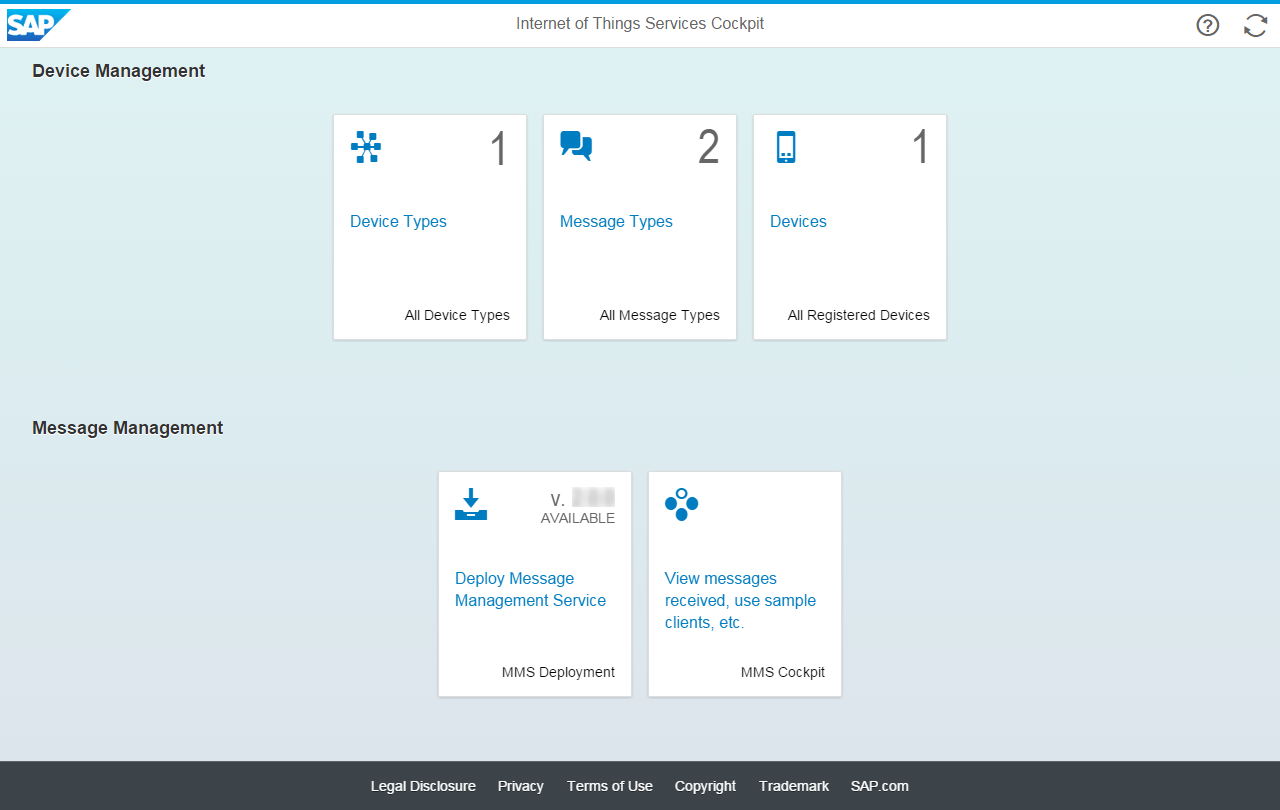 SAP
Internet of Things Services Cockpit
Device Management
1
Device Types
All Device Types
2
Message Types
All Message Types
1
Devices
All Registered Devices
Message Management
v.
AVAILABLE
Deploy Message
Management Service
MMS Deployment
View messages
received, use sample
clients, etc.
MMS Cockpit
Legal Disclosure Privacy Terms of Use Copyright Trademark SAP.com